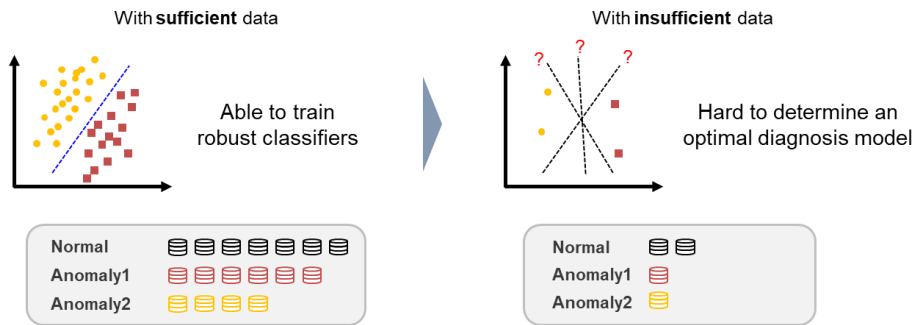 With sufficient data
With insufficient data
? ? ?
Able to train
robust classifiers
Hard to determine an
optimal diagnosis model
Normal
Anomaly1
Anomaly2
Normal
Anomaly1
Anomaly2